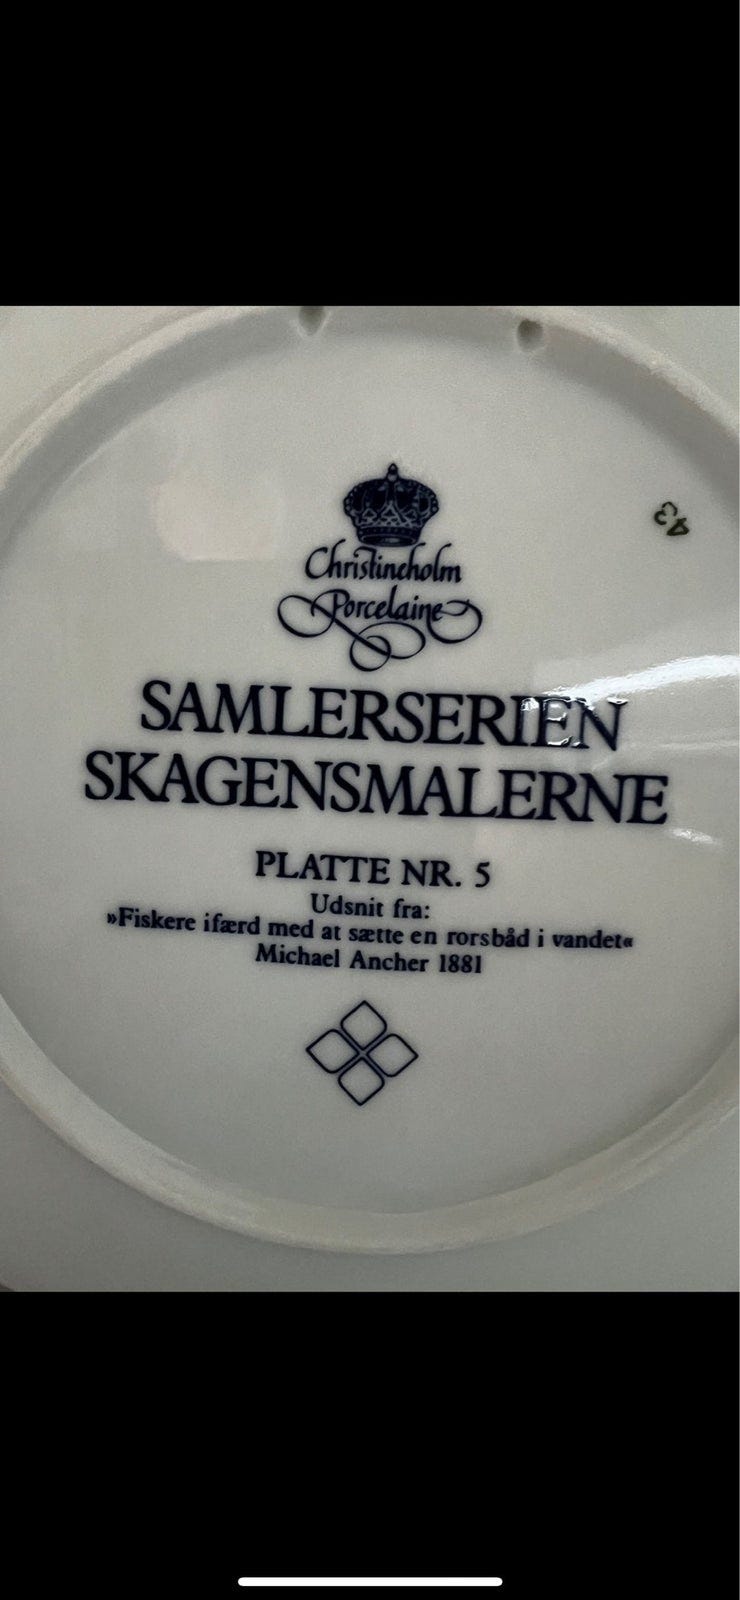 Christineholm
Porcelaine
43
SAMLERSERIEN
SKAGENSMALERNE
PLATTE NR. 5
Udsnit fra:
»Fiskere ifærd med at sætte en rorsbåd i vandet«
Michael Ancher 1881